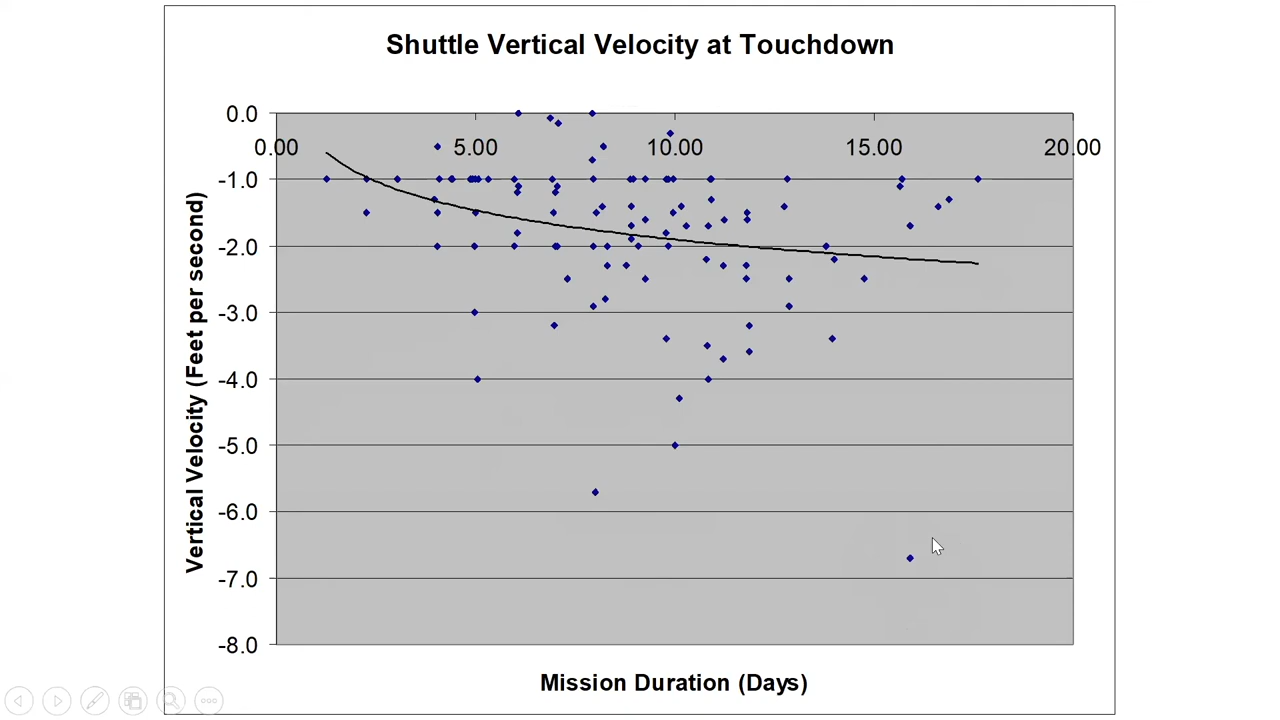 Shuttle Vertical Velocity at Touchdown
0.0
0.00 5.00 10.00 15.00 20.00
-1.0
-2.0
-3.0
-4.0
-5.0
-6.0
-7.0
-8.0
Vertical Velocity (Feet per second)
Mission Duration (Days)